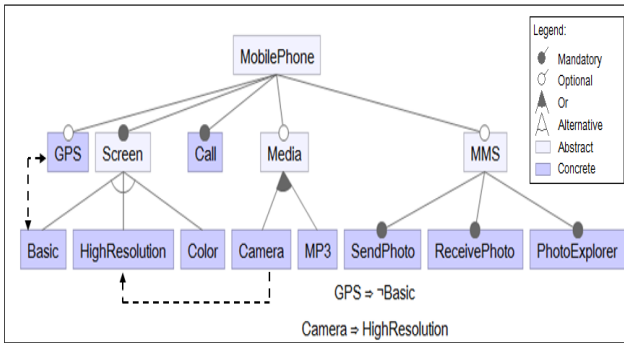 Legend:
MobilePhone
Mandatory
Optional
Or
Alternative
Abstract
Concrete
GPS
Screen
Call
Media
MMS
Basic
HighResolution
Color
Camera
MP3
SendPhoto
ReceivePhoto
PhotoExplorer
GPS ⇒ ¬Basic
Camera ⇒ HighResolution